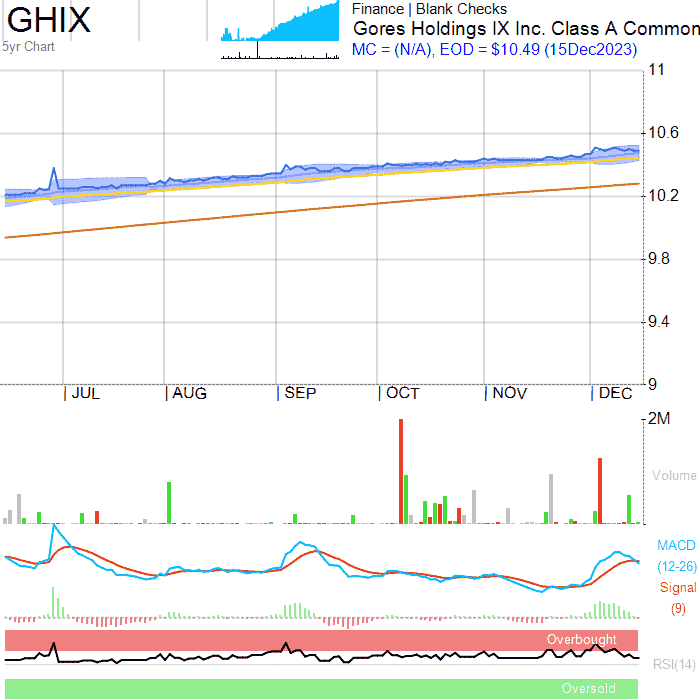 GHIX
5yr Chart
Finance | Blank Checks
Gores Holdings IX Inc. Class A Common
MC = (N/A), EOD = $10.49 (15Dec2023)
11
10.6
10.2
9.8
9.4
9
JUL AUG SEP OCT NOV DEC
2M
Volume
MACD
(12-26)
Signal
(9)
Overbought
RSI(14)
Oversold